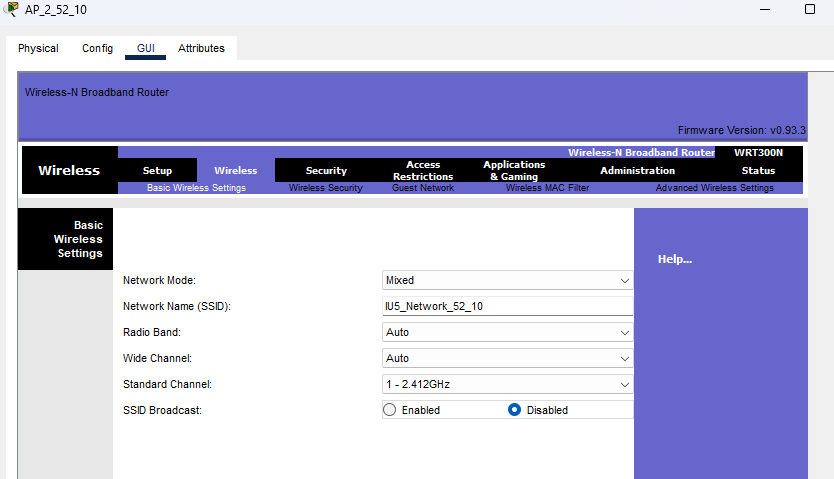 AP_2_52_10
Physical Config GUI Attributes
Wireless-N Broadband Router
Firmware Version: v0.93.3
Wireless-N Broadband Router WRT300N
Wireless Setup Wireless Security Access Restrictions Applications & Gaming Administration Status
Basic Wireless Settings Wireless Security Guest Network Wireless MAC Filter Advanced Wireless Settings
Basic
Wireless
Settings
Help...
Network Mode: Mixed
Network Name (SSID): IU5_Network_52_10
Radio Band: Auto
Wide Channel: Auto
Standard Channel: 1 - 2.412GHz
SSID Broadcast: Enabled Disabled